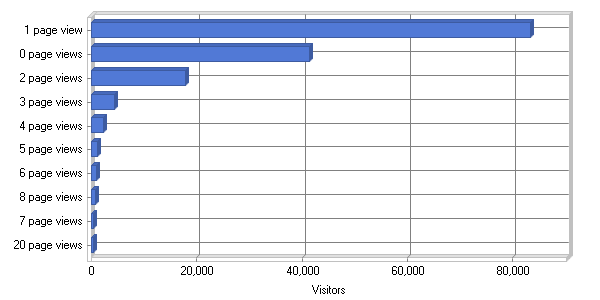 1 page view
0 page views
2 page views
3 page views
4 page views
5 page views
6 page views
8 page views
7 page views
20 page views
0 20,000 40,000 60,000 80,000
Visitors